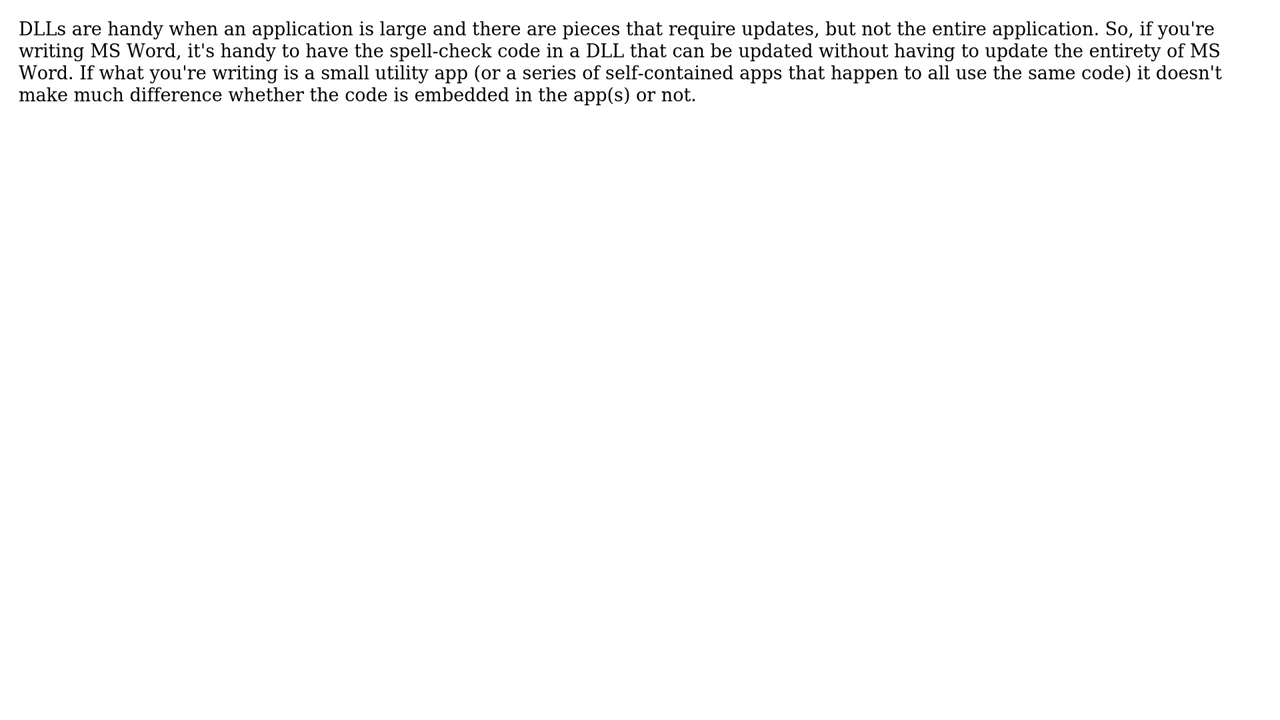 DLLs are handy when an application is large and there are pieces that require updates, but not the entire application. So, if you're
writing MS Word, it's handy to have the spell-check code in a DLL that can be updated without having to update the entirety of MS
Word. If what you're writing is a small utility app (or a series of self-contained apps that happen to all use the same code) it doesn't
make much difference whether the code is embedded in the app(s) or not.